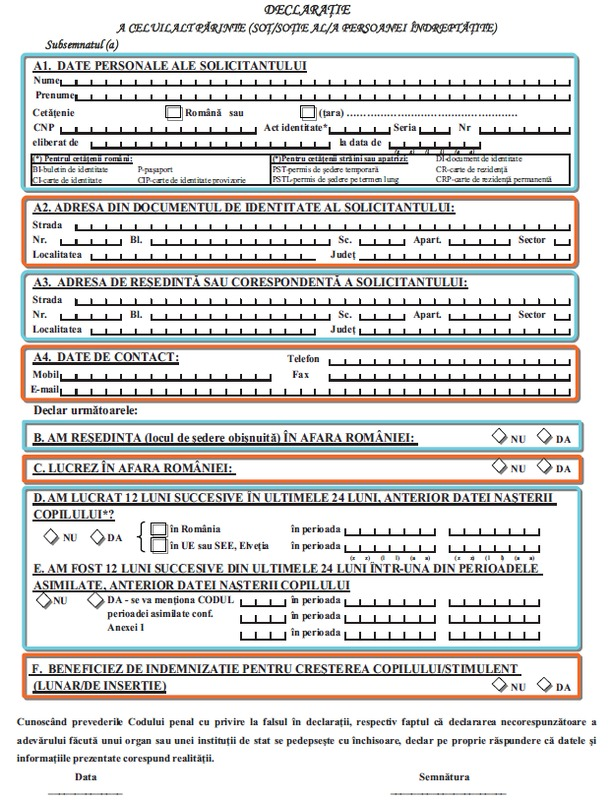 DECLARAȚIE
A CELUILALT PĂRINTE (SOȚ/SOȚIE AL/A PERSOANEI ÎNDREPTĂȚITE)
Subsemnatul (a)
A1. DATE PERSONALE ALE SOLICITANTULUI
Nume
Prenume
Cetățenie Română sau (țara) ……………………………………………
CNP Act identitate* Seria Nr
eliberat de la data de
(z) (z) (l) (l) (a) (a)
(*) Pentru cetățenii români: (*)Pentru cetățenii străini sau apatrizi: DI-document de identitate
BI-buletin de identitate P-pașaport PST-permis de ședere temporară CR-carte de rezidență
CI-carte de identitate CIP-carte de identitate provizorie PSTL-permis de ședere pe termen lung CRP-carte de rezidență permanentă
A2. ADRESA DIN DOCUMENTUL DE IDENTITATE AL SOLICITANTULUI:
Strada
Nr. Bl. Sc. Apart. Sector
Localitatea Județ
A3. ADRESA DE REȘEDINTĂ SAU CORESPONDENTĂ A SOLICITANTULUI:
Strada
Nr. Bl. Sc. Apart. Sector
Localitatea Județ
A4. DATE DE CONTACT: Telefon
Mobil Fax
E-mail
Declar următoarele:
B. AM REȘEDINTA (locul de ședere obișnuită) ÎN AFARA ROMÂNIEI: NU DA
C. LUCREZ ÎN AFARA ROMÂNIEI: NU DA
D. AM LUCRAT 12 LUNI SUCCESIVE ÎN ULTIMELE 24 LUNI, ANTERIOR DATEI NAȘTERII
COPILULUI*?
în România în perioada
NU DA
în UE sau SEE, Elveția în perioada
(z) (z) (l) (l) (a) (a) (z) (z) (l) (l) (a) (a)
E. AM FOST 12 LUNI SUCCESIVE DIN ULTIMELE 24 LUNI ÎNTR-UNA DIN PERIOADELE
ASIMILATE, ANTERIOR DATEI NAȘTERII COPILULUI
NU DA - se va menționa CODUL în perioada
perioadei asimilate conf. în perioada
Anexei 1 în perioada
F. BENEFICIEZ DE INDEMNIZAȚIE PENTRU CREȘTEREA COPILULUI/STIMULENT
(LUNAR/DE INSERTIE) NU DA
Cunoscând prevederile Codului penal cu privire la falsul în declarații, respectiv faptul că declararea necorespunzătoare a
adevărului făcută unui organ sau unei instituții de stat se pedepsește cu închisoare, declar pe proprie răspundere că datele și
informațiile prezentate corespund realității.
Data Semnătura